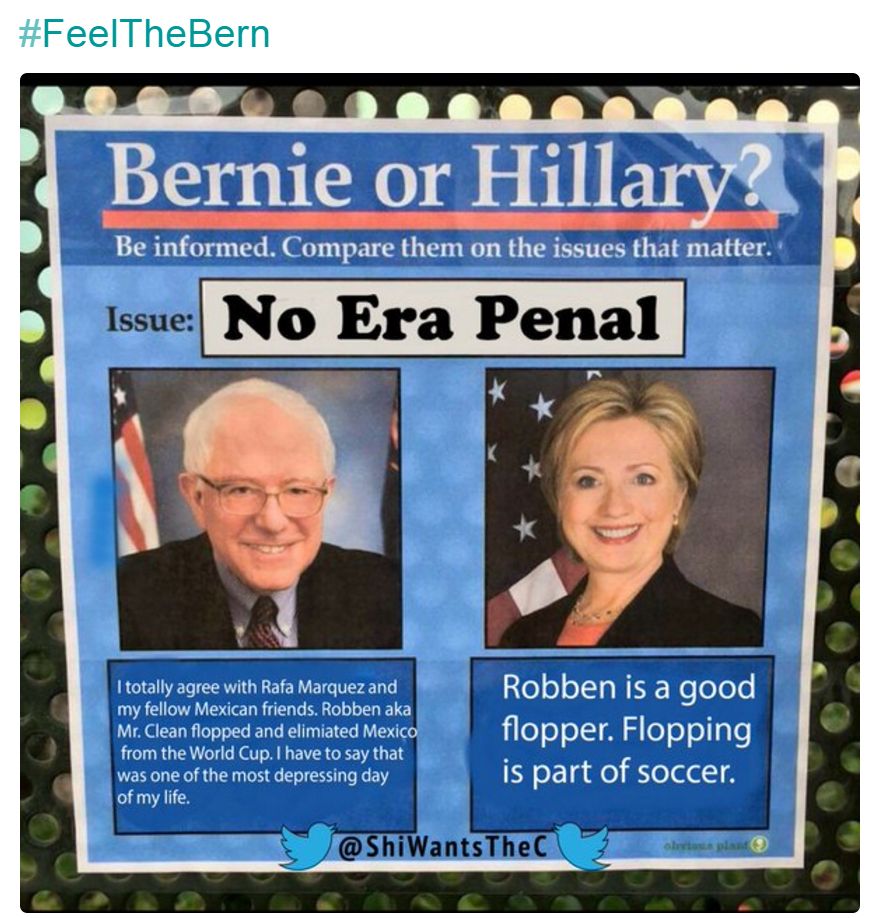 #FeelTheBern
Bernie or Hillary?
Be informed. Compare them on the issues that matter.
Issue: No Era Penal
I totally agree with Rafa Marquez and
my fellow Mexican friends. Robben aka
Mr. Clean flopped and elimiated Mexico
from the World Cup. I have to say that
was one of the most depressing day
of my life.
Robben is a good
flopper. Flopping
is part of soccer.
@ShiWantsTheC
obvious plant